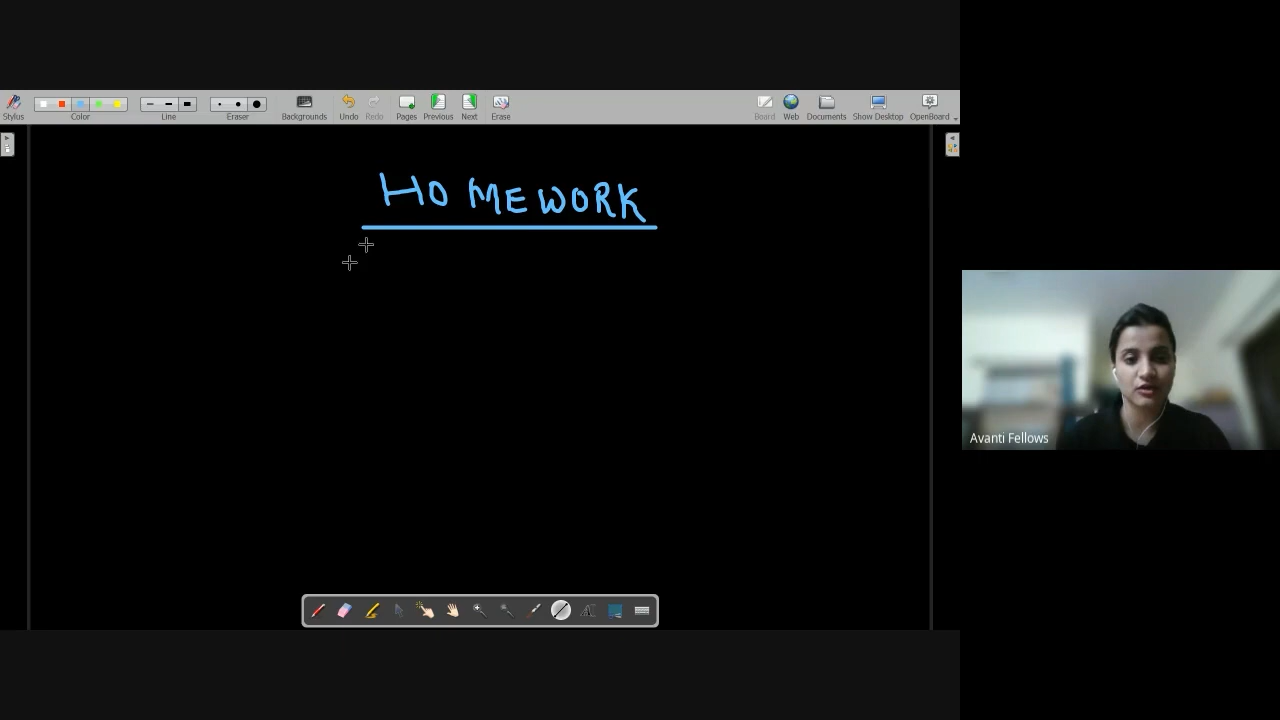 Stylus Color Line Eraser Backgrounds Undo Redo Pages Previous Next Erase Board Web Documents Show Desktop OpenBoard
HOMEWORK
Avanti Fellows